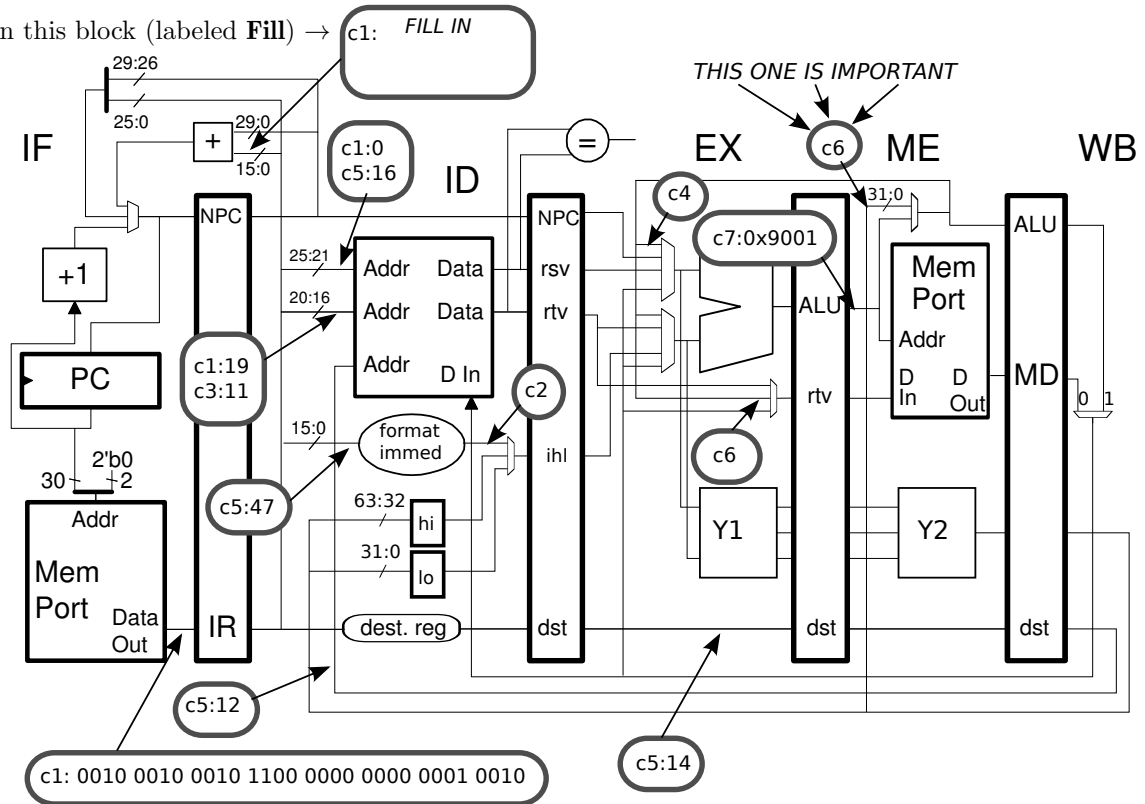 n this block (labeled Fill) →
c1: FILL IN
29:26
25:0
+
29:0
15:0
IF
c1:0
c5:16
ID
=
THIS ONE IS IMPORTANT
c6
EX
ME
WB
c4
31:0
c7:0x9001
NPC
NPC
ALU
+1
25:21
Addr
Data
rsv
Mem
Port
20:16
Addr
Data
rtv
ALU
Addr
PC
c1:19
c3:11
Addr
D In
c2
D
In
D
Out
MD
rtv
0
1
15:0
format
immed
ihl
c6
2'b0
30
2
c5:47
63:32
hi
Addr
31:0
lo
Y1
Y2
Mem
Port
Data
Out
IR
dest. reg
dst
dst
dst
c5:12
c5:14
c1: 0010 0010 0010 1100 0000 0000 0001 0010